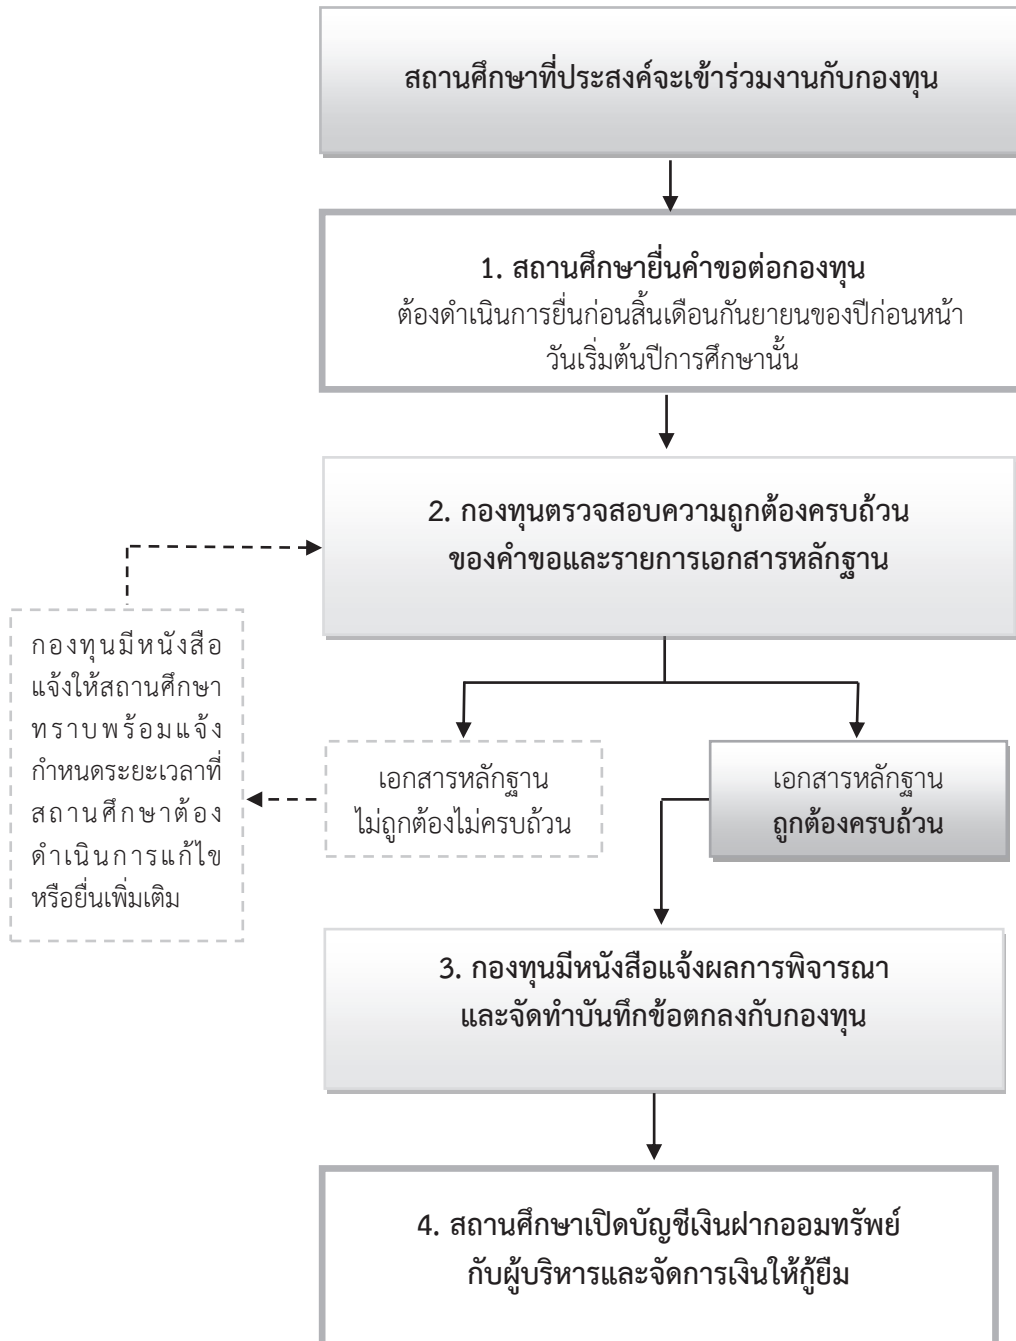 สถานศึกษาที่ประสงค์จะเข้าร่วมงานกับกองทุน
1. สถานศึกษายื่นคำขอต่อกองทุน
ต้องดำเนินการยื่นก่อนสิ้นเดือนกันยายนของปีก่อนหน้า
วันเริ่มต้นปีการศึกษานั้น
2. กองทุนตรวจสอบความถูกต้องครบถ้วน
ของคำขอและรายการเอกสารหลักฐาน
กองทุนมีหนังสือ
แจ้งให้สถานศึกษา
ทราบพร้อมแจ้ง
กำหนดระยะเวลาที่
สถานศึกษาต้อง
ดำเนินการแก้ไข
หรือยื่นเพิ่มเติม
เอกสารหลักฐาน
ไม่ถูกต้องไม่ครบถ้วน
เอกสารหลักฐาน
ถูกต้องครบถ้วน
3. กองทุนมีหนังสือแจ้งผลการพิจารณา
และจัดทำบันทึกข้อตกลงกับกองทุน
4. สถานศึกษาเปิดบัญชีเงินฝากออมทรัพย์
กับผู้บริหารและจัดการเงินให้กู้ยืม